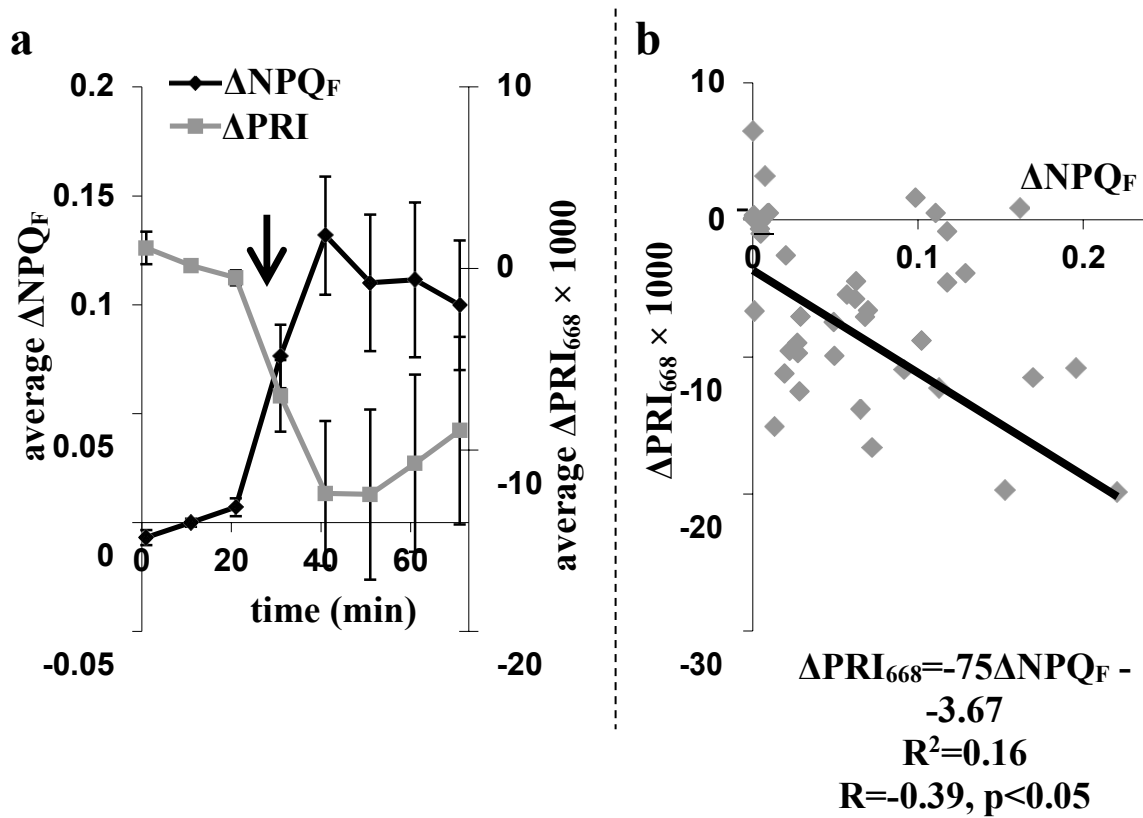 a
ΔNPQF
ΔPRI
average ΔNPQF
0.2
0.15
0.1
0.05
0
-0.05
0 20 40 60
time (min)
10
0
-10
-20
average ΔPRI668 × 1000
b
ΔPRI668 × 1000
10
0
-10
-20
-30
ΔNPQF
0 0.1 0.2
ΔPRI668=-75ΔNPQF -
-3.67
R²=0.16
R=-0.39, p<0.05